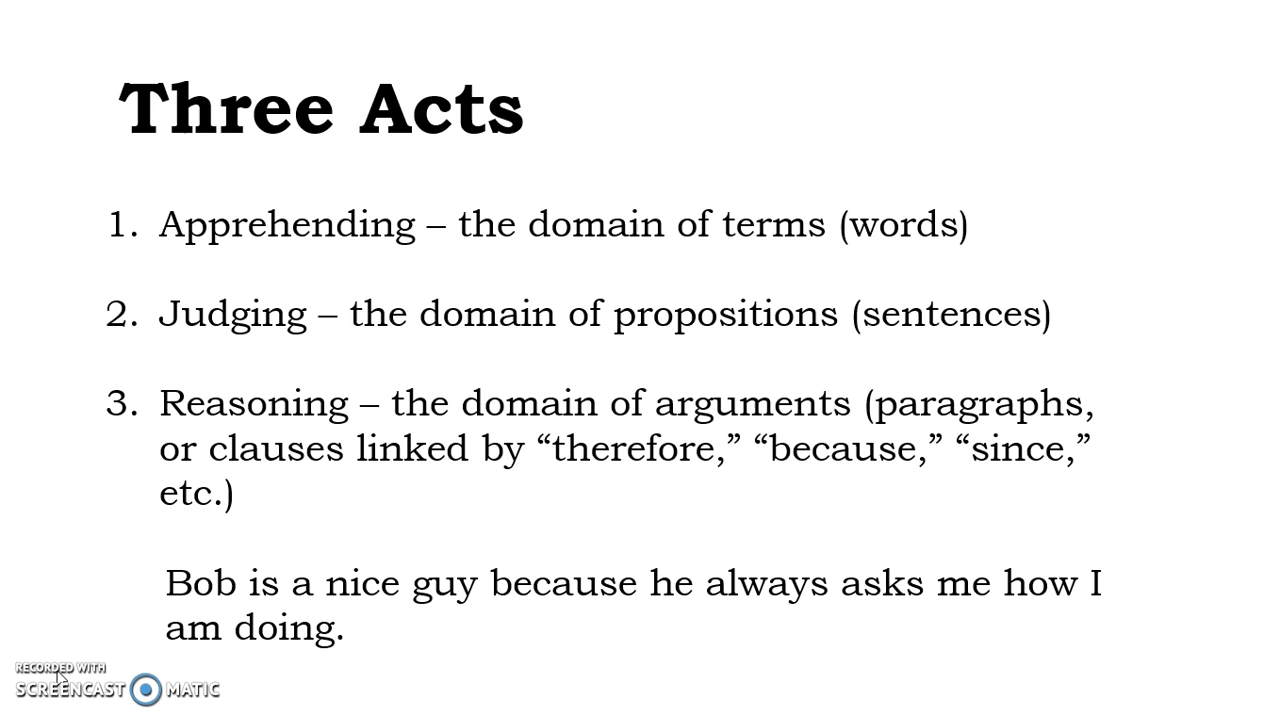 Three Acts
1. Apprehending – the domain of terms (words)
2. Judging – the domain of propositions (sentences)
3. Reasoning – the domain of arguments (paragraphs,
or clauses linked by “therefore,” “because,” “since,”
etc.)
Bob is a nice guy because he always asks me how I
am doing.
RECORDED WITH
SCREENCAST MATIC